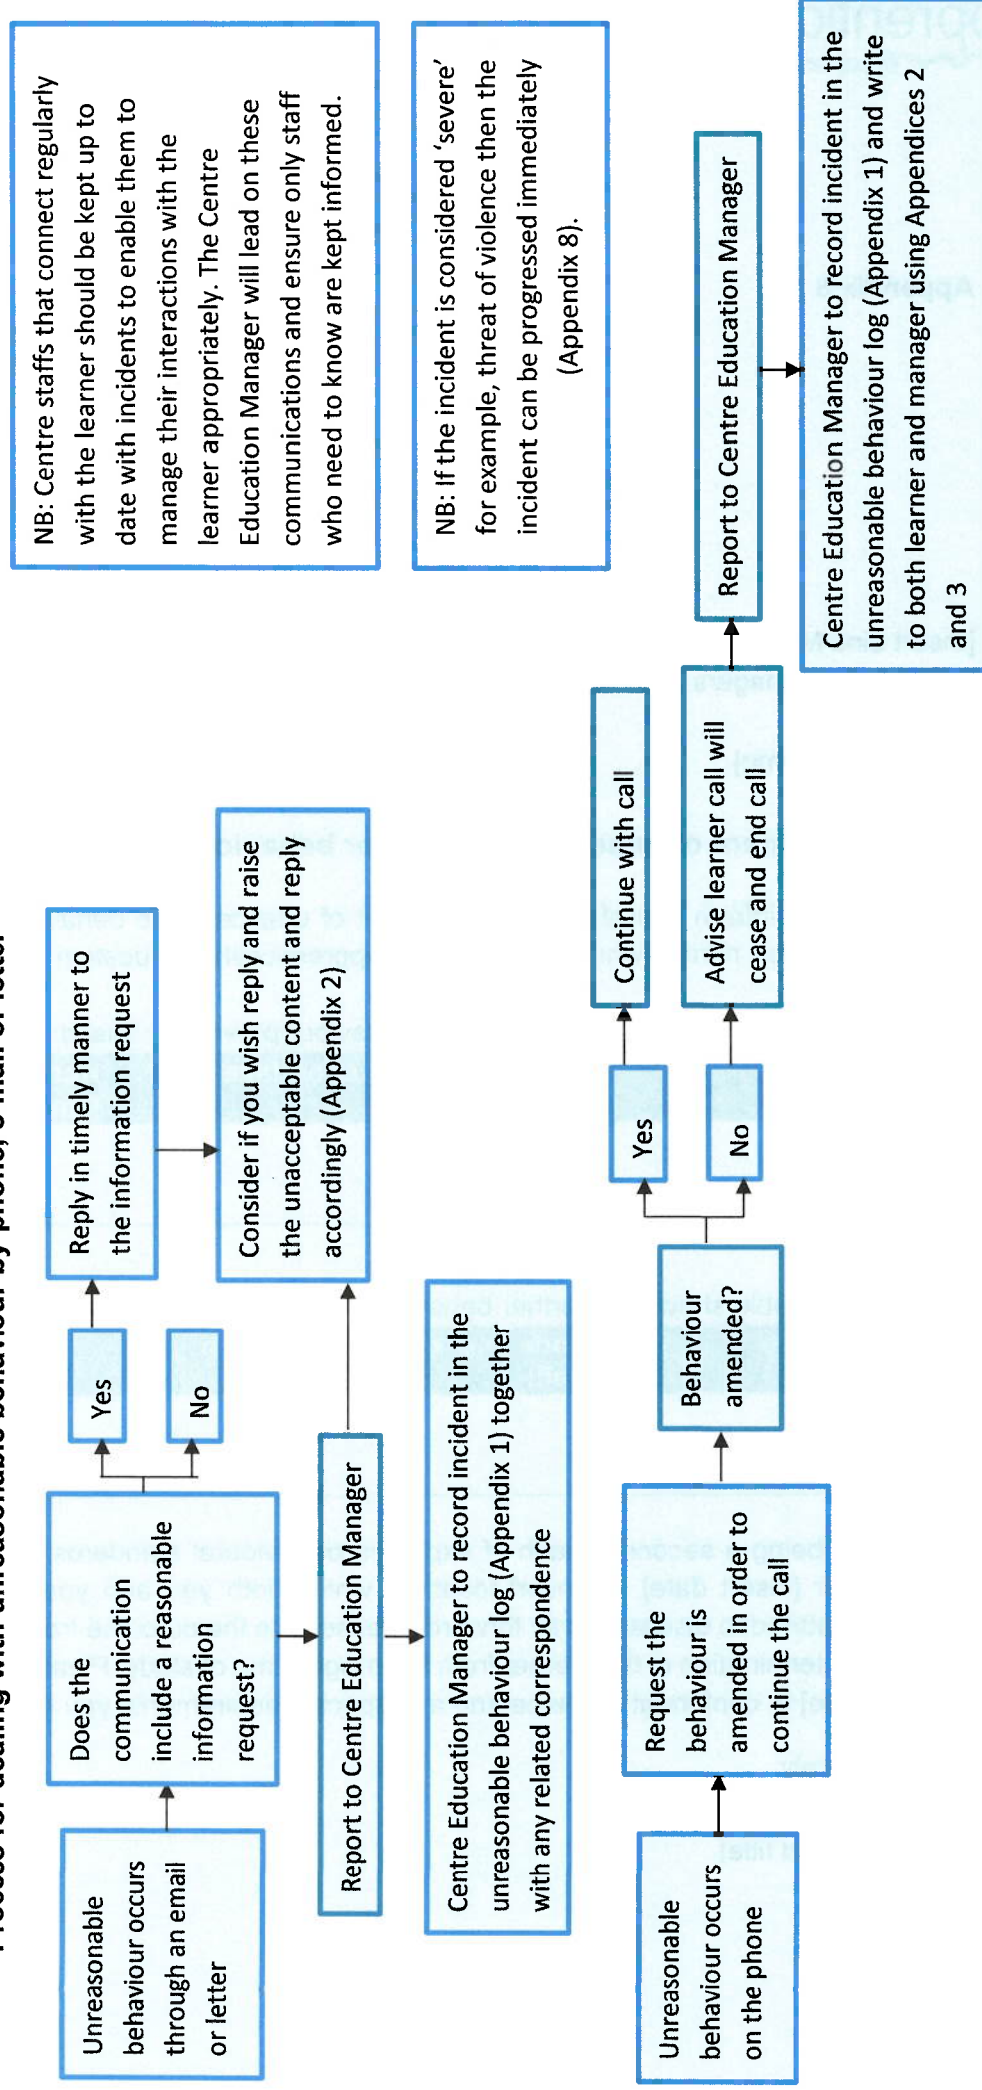 Process for dealing with unreasonable behaviour by phone, e-mail or letter
Unreasonable
behaviour occurs
through an email
or letter
Does the
communication
include a reasonable
information
request?
Yes
No
Reply in timely manner to
the information request
Consider if you wish reply and raise
the unacceptable content and reply
accordingly (Appendix 2)
Report to Centre Education Manager
Centre Education Manager to record incident in the
unreasonable behaviour log (Appendix 1) together
with any related correspondence
NB: Centre staffs that connect regularly
with the learner should be kept up to
date with incidents to enable them to
manage their interactions with the
learner appropriately. The Centre
Education Manager will lead on these
communications and ensure only staff
who need to know are kept informed.
NB: If the incident is considered ‘severe’
for example, threat of violence then the
incident can be progressed immediately
(Appendix 8).
Unreasonable
behaviour occurs
on the phone
Request the
behaviour is
amended in order to
continue the call
Behaviour
amended?
Yes
No
Continue with call
Advise learner call will
cease and end call
Report to Centre Education Manager
Centre Education Manager to record incident in the
unreasonable behaviour log (Appendix 1) and write
to both learner and manager using Appendices 2
and 3